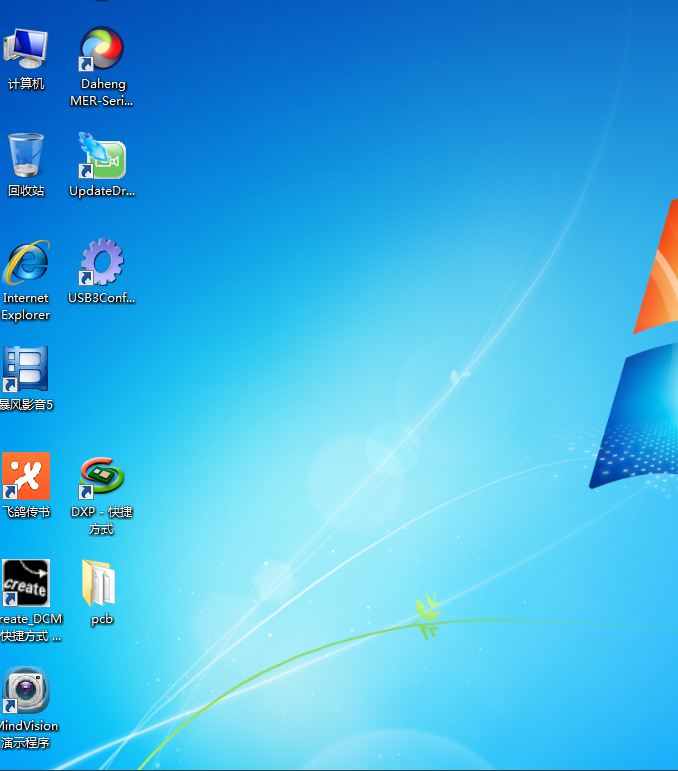 计算机
Daheng
MER-Seri...
回收站
UpdateDr...
Internet
Explorer
USB3Conf...
暴风影音5
飞鸽传书
DXP - 快捷
方式
create
reate_DCM
快捷方式 ...
pcb
MindVision
演示程序